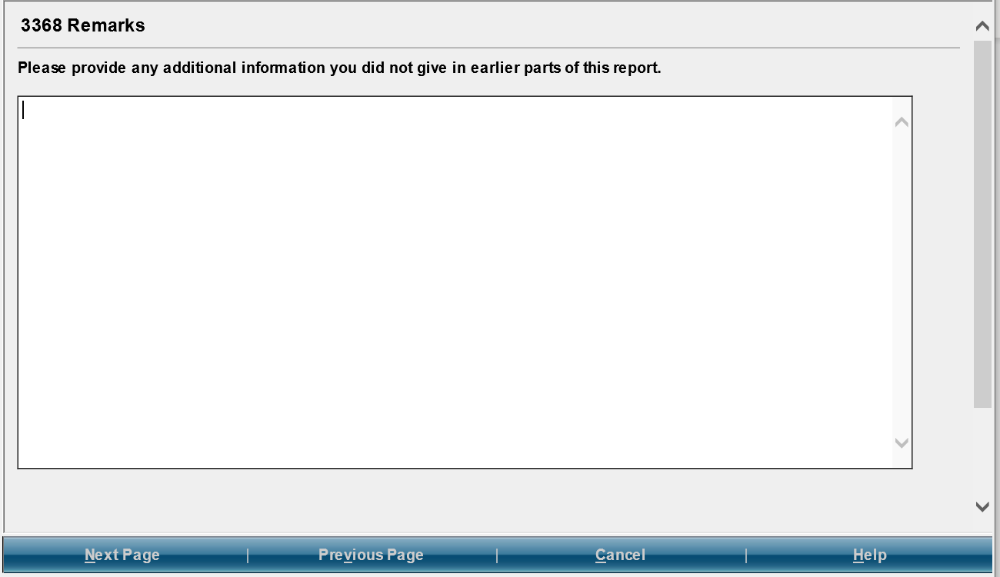 3368 Remarks
Please provide any additional information you did not give in earlier parts of this report.
Next Page | Previous Page | Cancel | Help